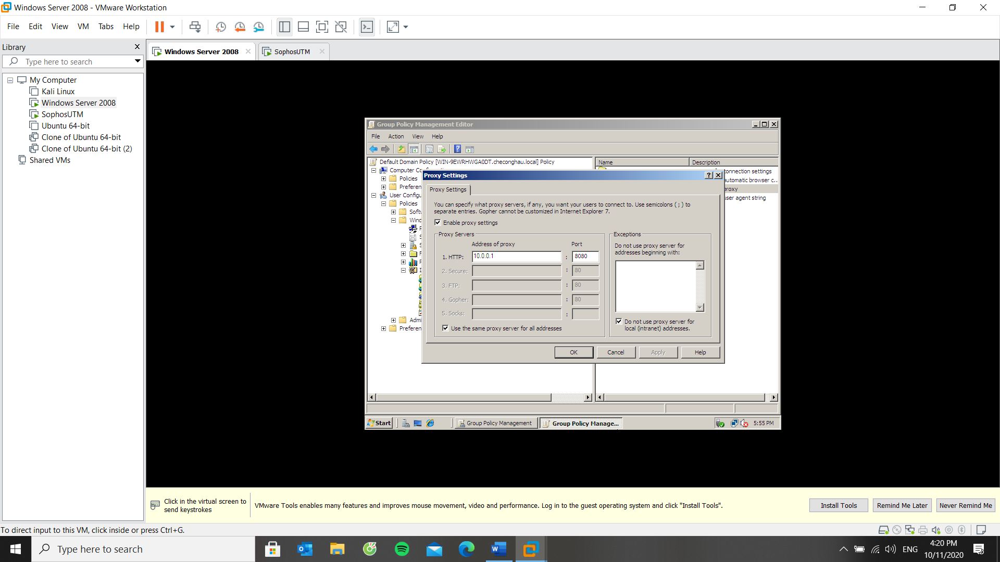 Windows Server 2008 - VMware Workstation
File Edit View VM Tabs Help
Library
Type here to search
My Computer
Kali Linux
Windows Server 2008
SophosUTM
Ubuntu 64-bit
Clone of Ubuntu 64-bit
Clone of Ubuntu 64-bit (2)
Shared VMs
Windows Server 2008
SophosUTM
Group Policy Management Editor
File Action View Help
Default Domain Policy [WIN-9EWRHWGA0DT.checonghau.local] Policy
Computer Co
Policies
Preferen
User Configu
Policies
Softw
Wind
Admi
Preferen
Name Description
connection settings
automatic browser c..
proxy
user agent string
Proxy Settings
Proxy Settings
You can specify what proxy servers, if any, you want your users to connect to. Use semicolons ( ; ) to
separate entries. Gopher cannot be customized in Internet Explorer 7.
Enable proxy settings
Proxy Servers
Address of proxy Port
1. HTTP: 10.0.0.1 : 8080
2. Secure: : 80
3. FTP: : 80
4. Gopher: : 80
5. Socks: :
Use the same proxy server for all addresses
Exceptions
Do not use proxy server for
addresses beginning with:
Do not use proxy server for
local (intranet) addresses.
OK Cancel Apply Help
Start Group Policy Management Group Policy Manage... 5:55 PM
Click in the virtual screen to
send keystrokes
VMware Tools enables many features and improves mouse movement, video and performance. Log in to the guest operating system and click "Install Tools".
Install Tools Remind Me Later Never Remind Me
To direct input to this VM, click inside or press Ctrl+G.
Type here to search
ENG
4:20 PM
10/11/2020